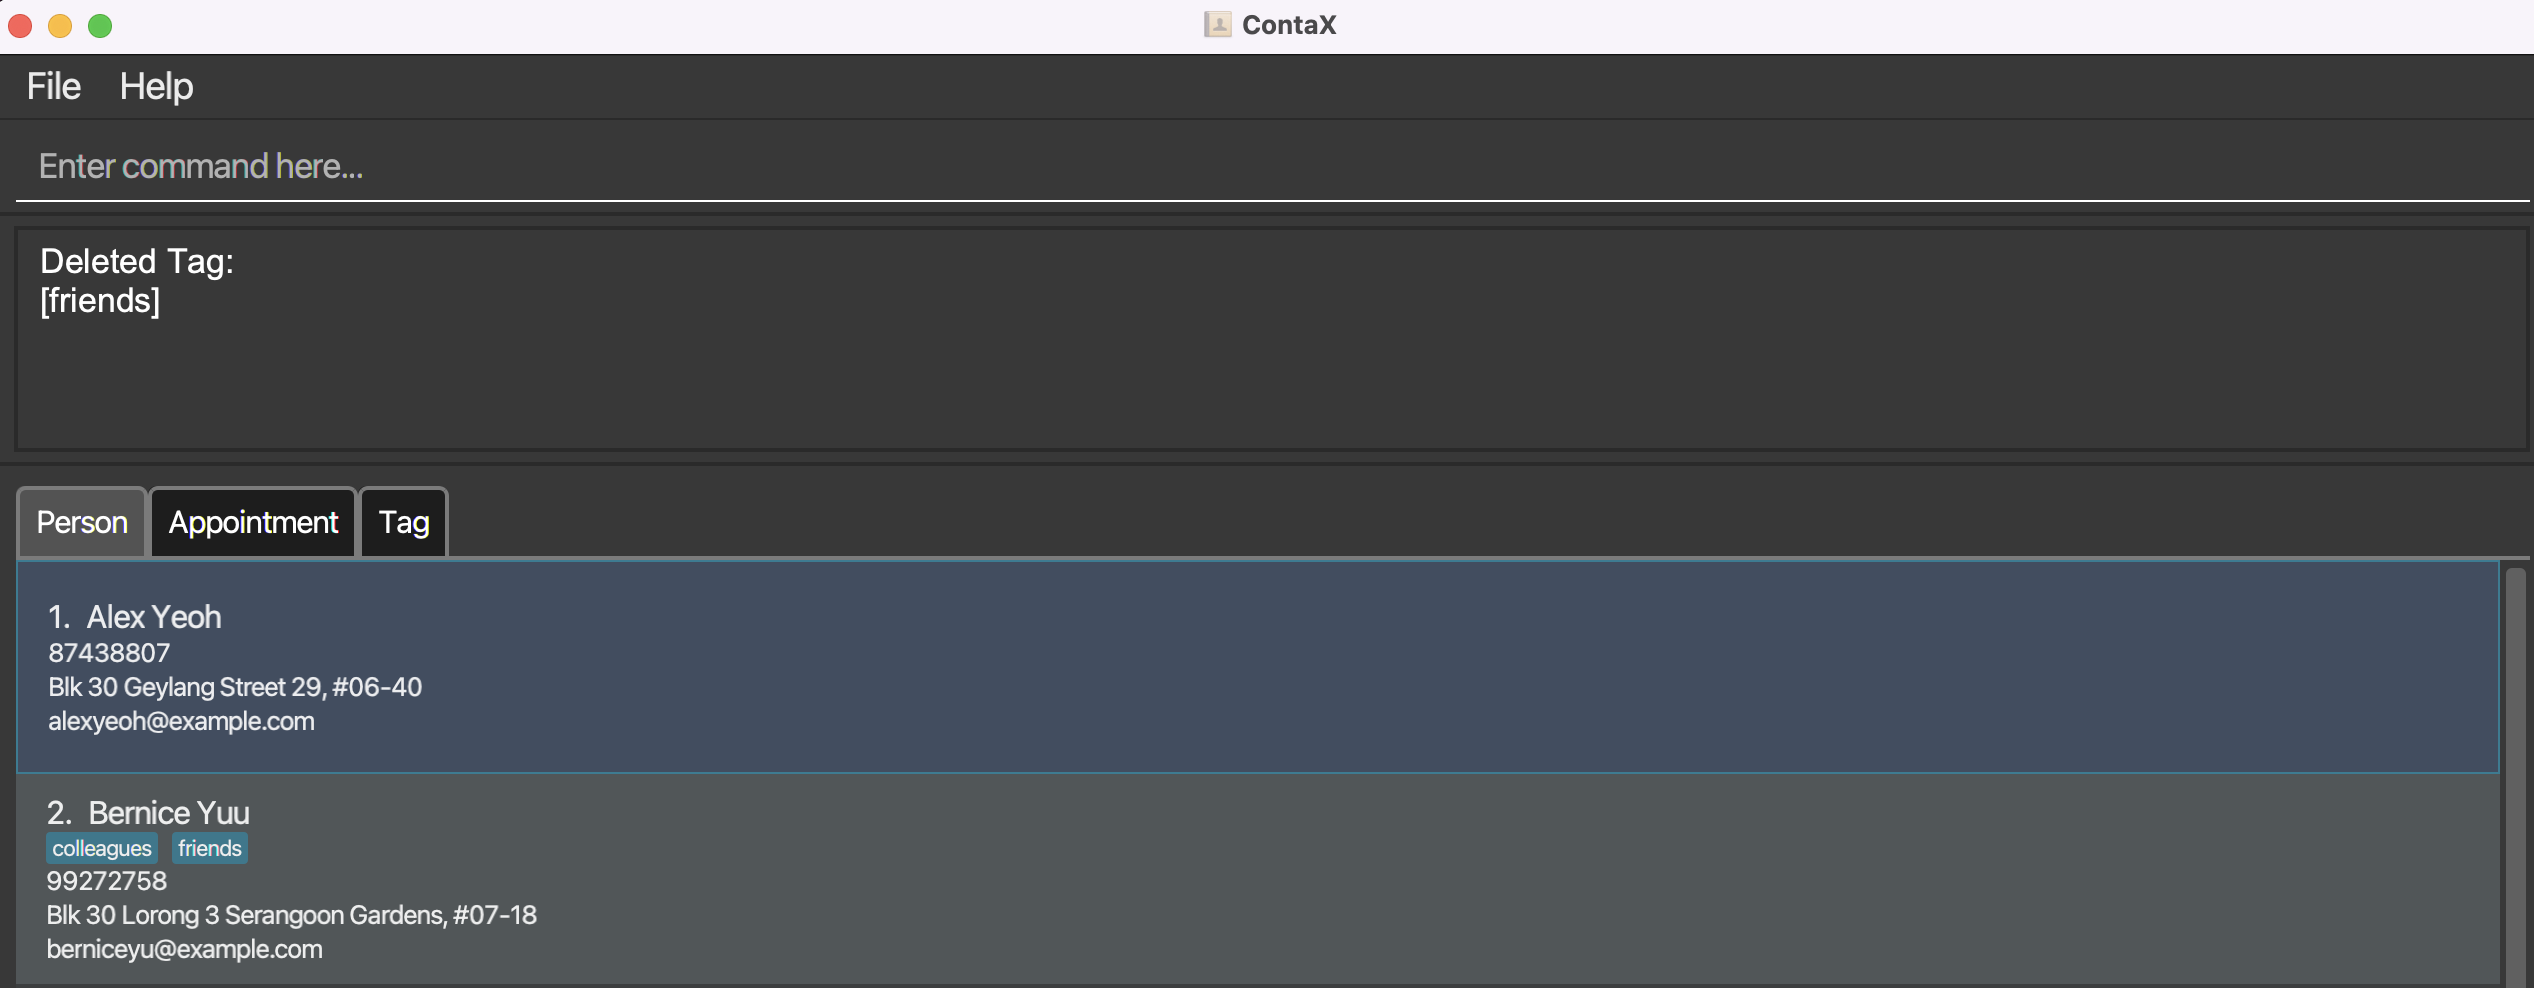 ContaX
File Help
Enter command here...
Deleted Tag:
[friends]
Person Appointment Tag
1. Alex Yeoh
87438807
Blk 30 Geylang Street 29, #06-40
alexyeoh@example.com
2. Bernice Yuu
colleagues friends
99272758
Blk 30 Lorong 3 Serangoon Gardens, #07-18
berniceyu@example.com